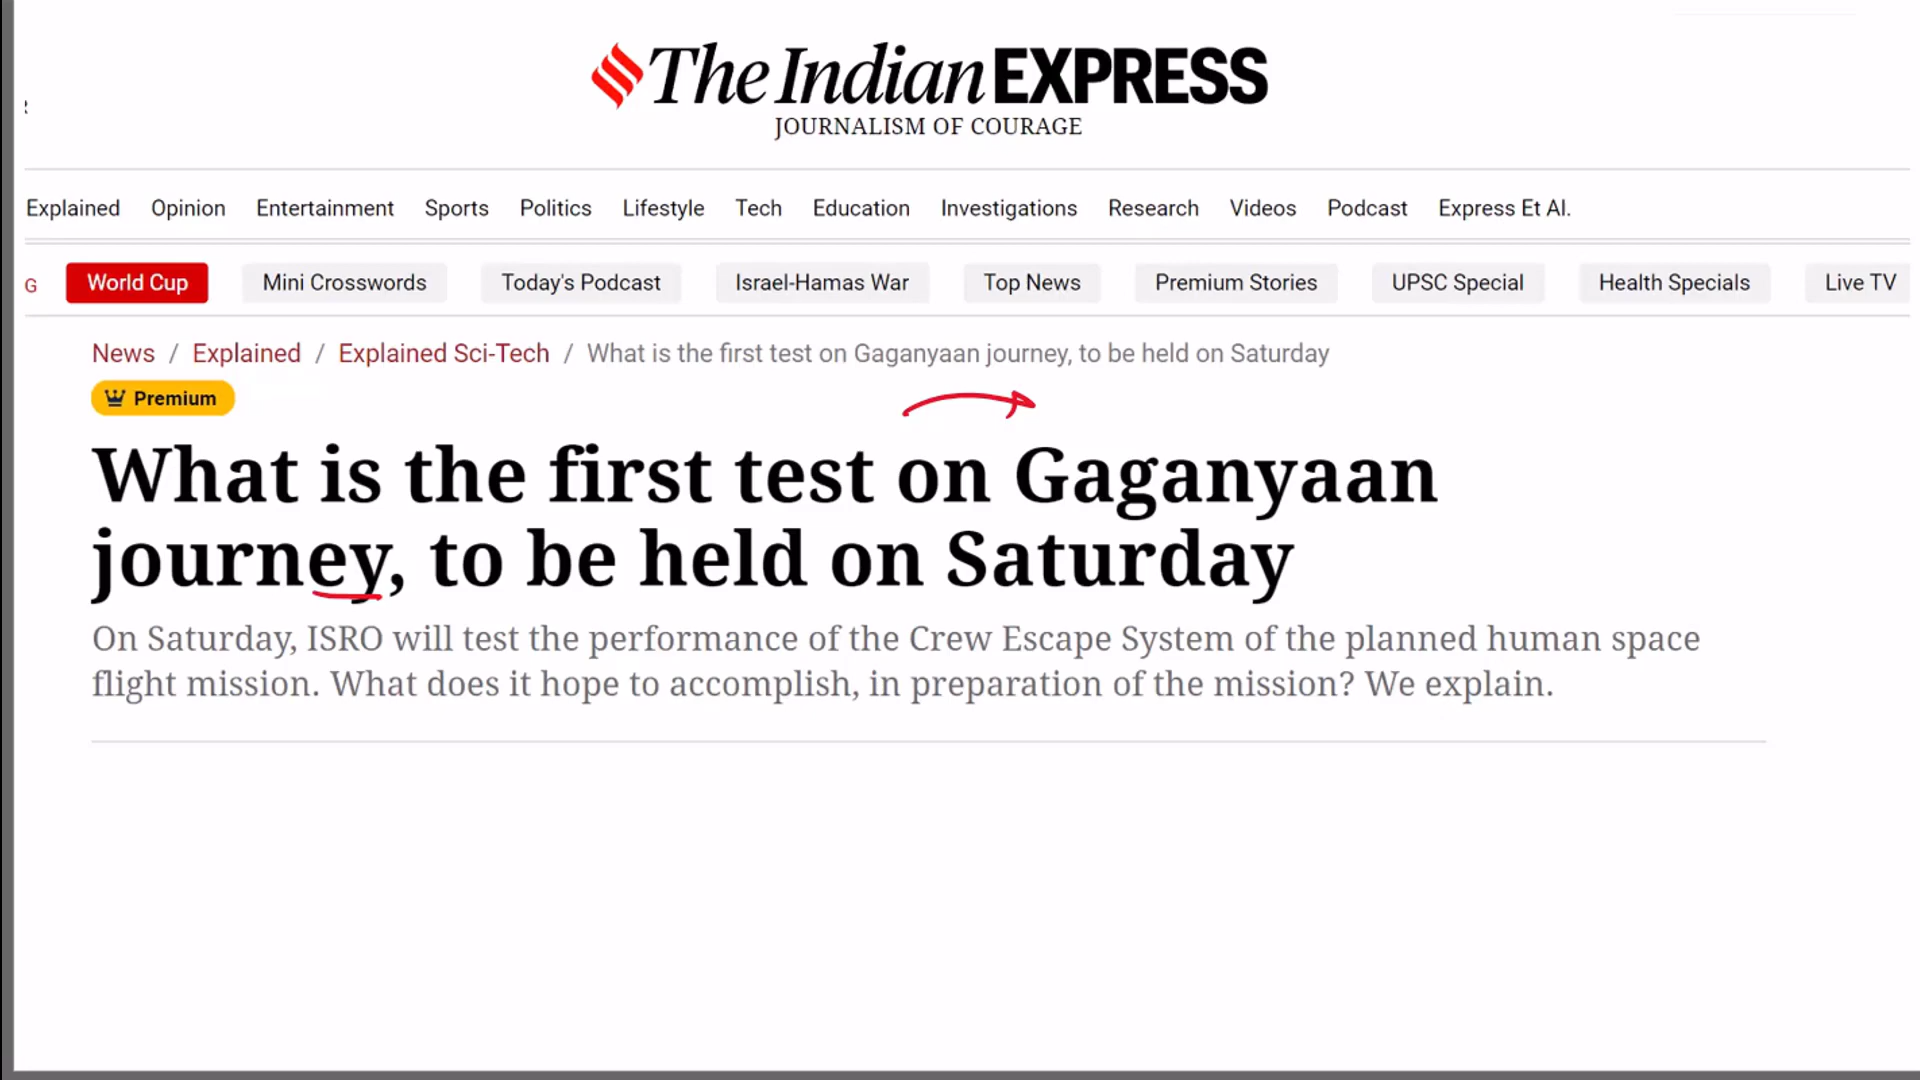 The Indian EXPRESS
JOURNALISM OF COURAGE
Explained Opinion Entertainment Sports Politics Lifestyle Tech Education Investigations Research Videos Podcast Express Et Al.
G World Cup Mini Crosswords Today's Podcast Israel-Hamas War Top News Premium Stories UPSC Special Health Specials Live TV
News / Explained / Explained Sci-Tech / What is the first test on Gaganyaan journey, to be held on Saturday
Premium
What is the first test on Gaganyaan
journey, to be held on Saturday
On Saturday, ISRO will test the performance of the Crew Escape System of the planned human space
flight mission. What does it hope to accomplish, in preparation of the mission? We explain.